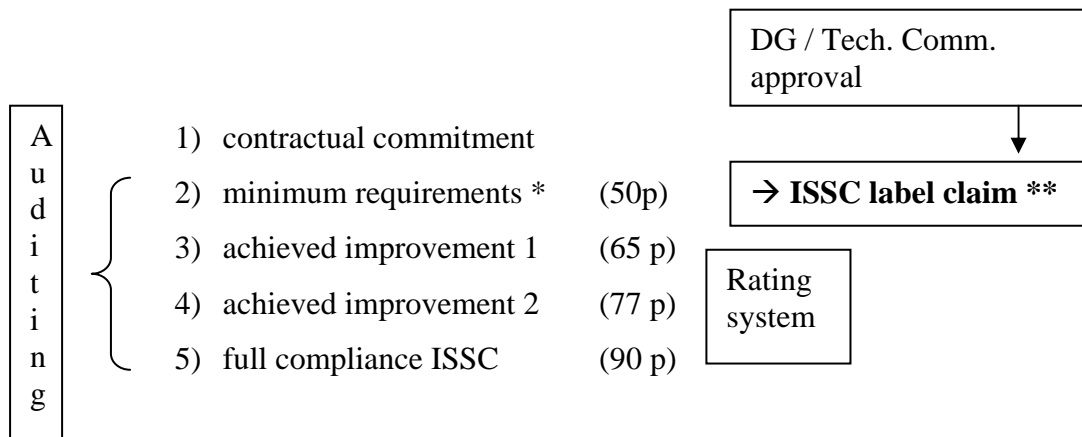 DG / Tech. Comm.
approval
Auditing
1) contractual commitment
2) minimum requirements * (50p)
→ ISSC label claim **
3) achieved improvement 1 (65 p)
4) achieved improvement 2 (77 p)
5) full compliance ISSC (90 p)
Rating
system